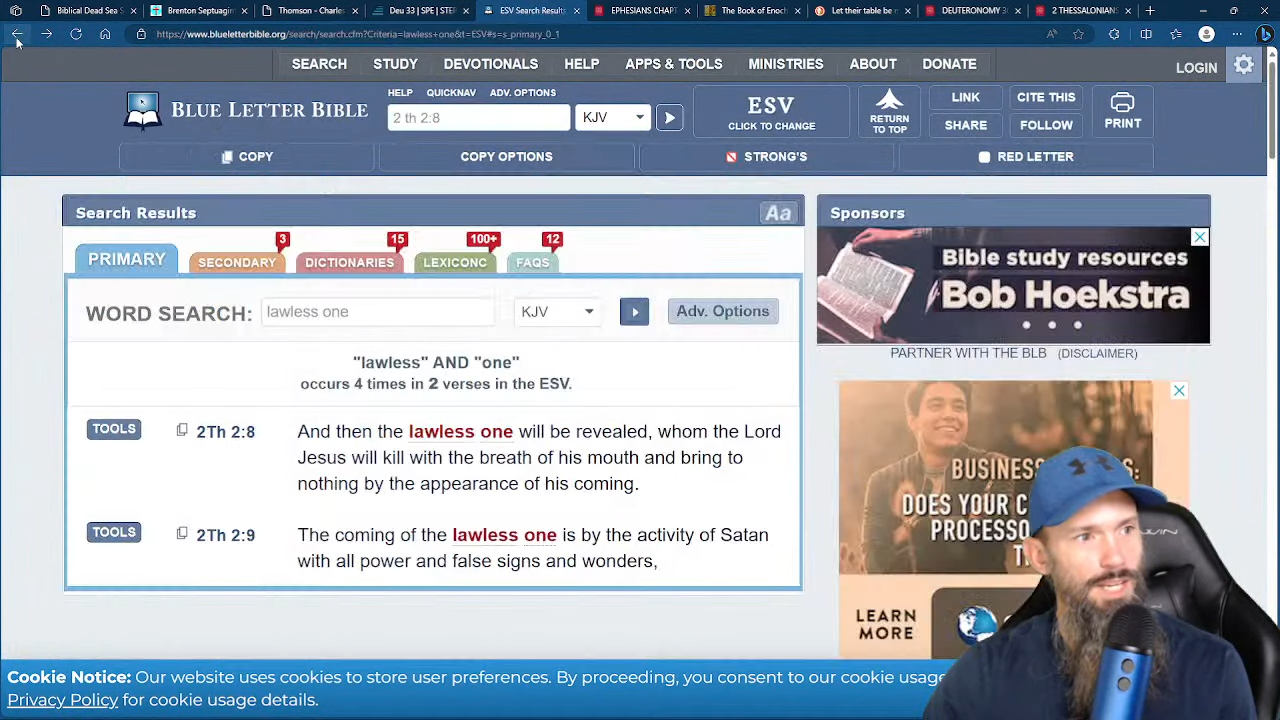 Biblical Dead Sea S
Brenton Septuagin
Thomson - Charles
Deu 33 | SPE | STEP
ESV Search Results
EPHESIANS CHAPT
The Book of Enoc
Let their table be
DEUTERONOMY 3
2 THESSALONIANS
https://www.blueletterbible.org/search/search.cfm?Criteria=lawless one&t=ESV#s=s_primary_0_1
SEARCH STUDY DEVOTIONALS HELP APPS & TOOLS MINISTRIES ABOUT DONATE
LOGIN
BLUE LETTER BIBLE
HELP QUICKNAV ADV. OPTIONS
2 th 2:8
KJV
ESV
CLICK TO CHANGE
RETURN
TO TOP
LINK
CITE THIS
SHARE
FOLLOW
PRINT
COPY
COPY OPTIONS
STRONG'S
RED LETTER
Search Results
Aa
PRIMARY
SECONDARY
3
DICTIONARIES
15
LEXICONC
100+
FAQS
12
WORD SEARCH:
lawless one
KJV
Adv. Options
"lawless" AND "one"
occurs 4 times in 2 verses in the ESV.
TOOLS
2Th 2:8
And then the lawless one will be revealed, whom the Lord
Jesus will kill with the breath of his mouth and bring to
nothing by the appearance of his coming.
TOOLS
2Th 2:9
The coming of the lawless one is by the activity of Satan
with all power and false signs and wonders,
Sponsors
Bible study resources
Bob Hoekstra
PARTNER WITH THE BLB (DISCLAIMER)
BUSINESS
DOES YOUR C
PROCESSO
LEARN
MORE
Cookie Notice: Our website uses cookies to store user preferences. By proceeding, you consent to our cookie usage
Privacy Policy for cookie usage details.